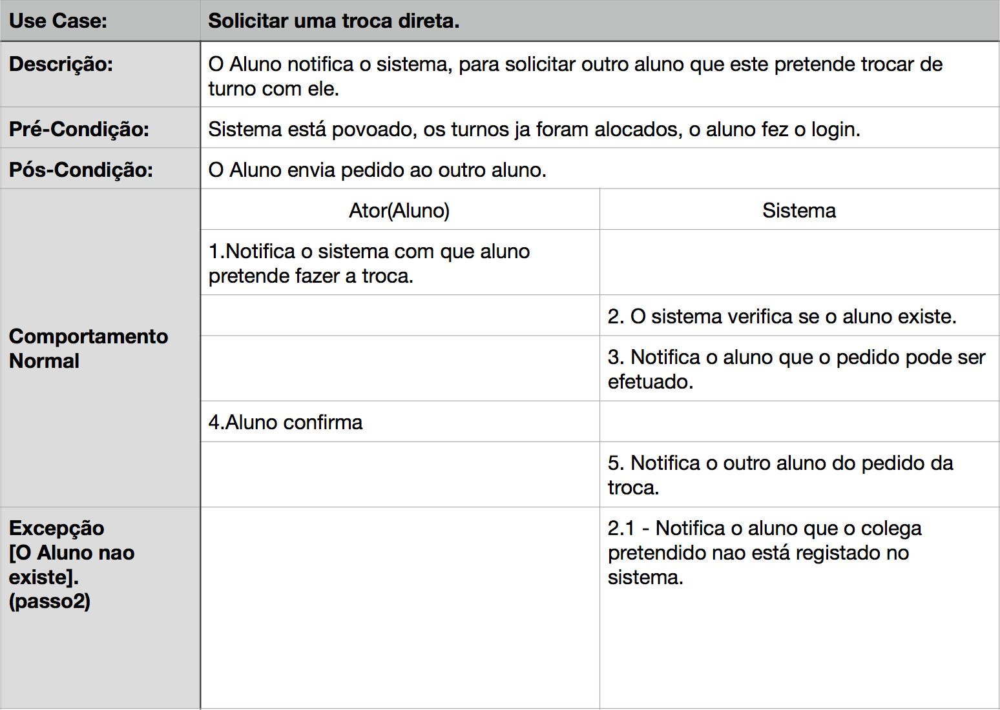 Use Case:
Solicitar uma troca direta.
Descrição:
O Aluno notifica o sistema, para solicitar outro aluno que este pretende trocar de
turno com ele.
Pré-Condição:
Sistema está povoado, os turnos ja foram alocados, o aluno fez o login.
Pós-Condição:
O Aluno envia pedido ao outro aluno.
Comportamento
Normal
Ator(Aluno)
Sistema
1.Notifica o sistema com que aluno
pretende fazer a troca.
2. O sistema verifica se o aluno existe.
3. Notifica o aluno que o pedido pode ser
efetuado.
4.Aluno confirma
5. Notifica o outro aluno do pedido da
troca.
Excepção
[O Aluno nao
existe].
(passo2)
2.1 - Notifica o aluno que o colega
pretendido nao está registado no
sistema.